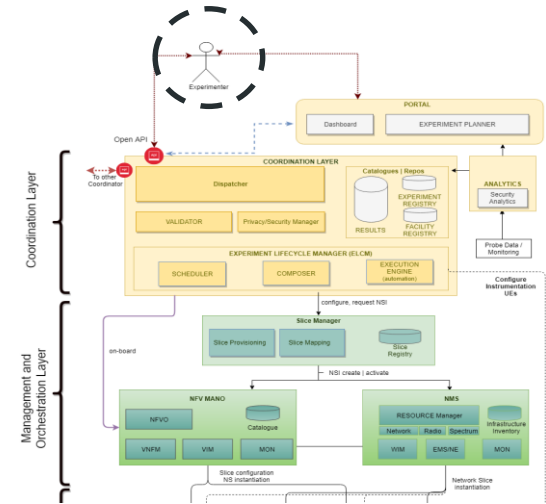 Experimenter
PORTAL
Dashboard
EXPERIMENT PLANNER
Open API
To other
Coordinator
COORDINATION LAYER
Dispatcher
VALIDATOR
Privacy/Security Manager
Catalogues | Repos
RESULTS
EXPERIMENT
REGISTRY
FACILITY
REGISTRY
EXPERIMENT LIFECYCLE MANAGER (ELCM)
SCHEDULER
COMPOSER
EXECUTION
ENGINE
(automation)
ANALYTICS
Security
Analytics
Probe Data /
Monitoring
Configure
Instrumentation
UEs
Coordination Layer
configure, request NSI
Slice Manager
Slice Provisioning
Slice Mapping
Slice
Registry
on-board
NSI create | activate
Management and
Orchestration Layer
NFV MANO
NFVO
Catalogue
VNFM
VIM
MON
NMS
RESOURCE Manager
Network
Radio
Spectrum
Infrastructure
Inventory
WIM
EMS/NE
MON
Slice configuration
NS instantiation
Network Slice
instantiation